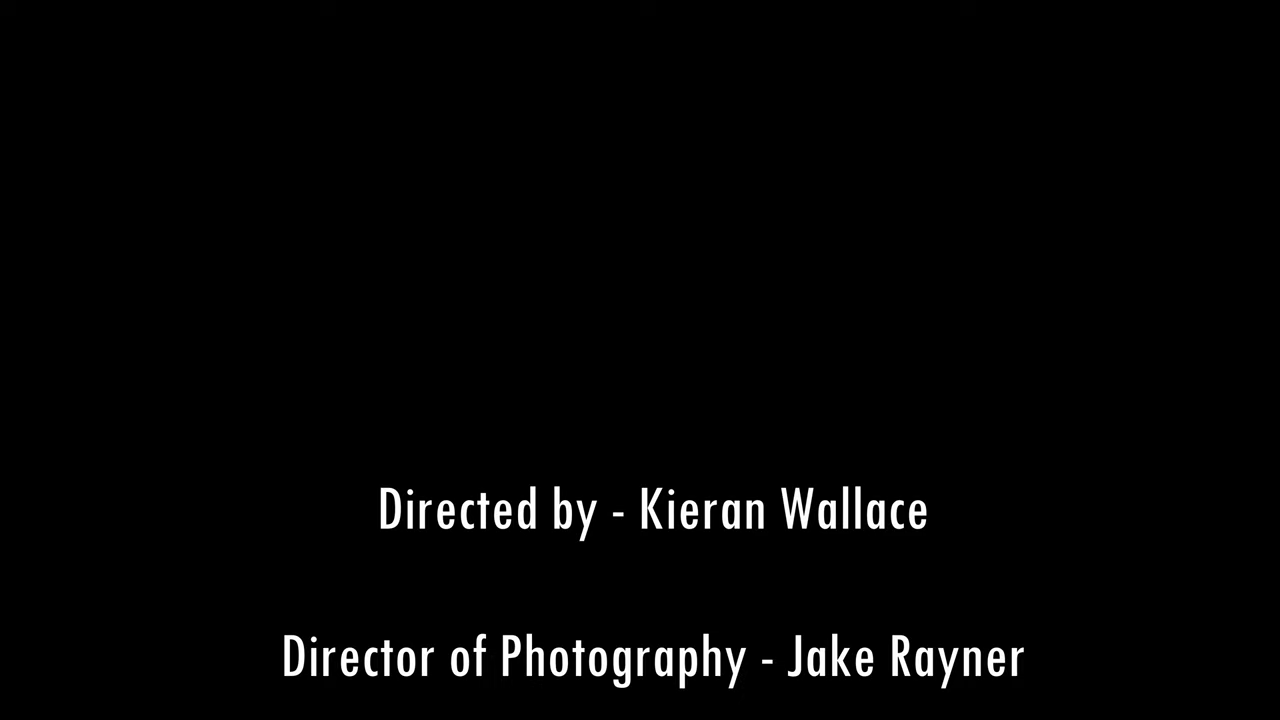 Directed by - Kieran Wallace
Director of Photography - Jake Rayner